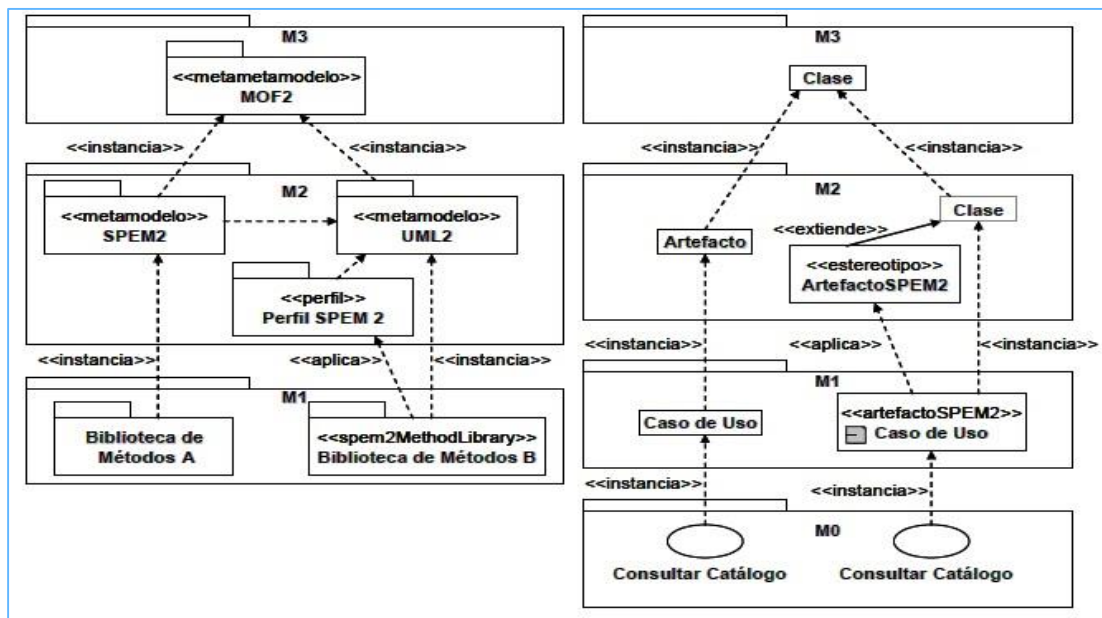 M3
<<metametamodelo>>
MOF2
<<instancia>>
<<instancia>>
M2
<<metamodelo>>
SPEM2
<<metamodelo>>
UML2
<<perfil>>
Perfil SPEM 2
<<instancia>>
<<aplica>>
<<instancia>>
M1
Biblioteca de
Métodos A
<<spem2MethodLibrary>>
Biblioteca de Métodos B
M3
Clase
<<instancia>>
<<instancia>>
M2
Clase
<<extiende>>
Artefacto
<<estereotipo>>
ArtefactoSPEM2
<<instancia>>
<<aplica>>
<<instancia>>
M1
Caso de Uso
<<artefactoSPEM2>>
Caso de Uso
<<instancia>>
<<instancia>>
M0
Consultar Catálogo
Consultar Catálogo